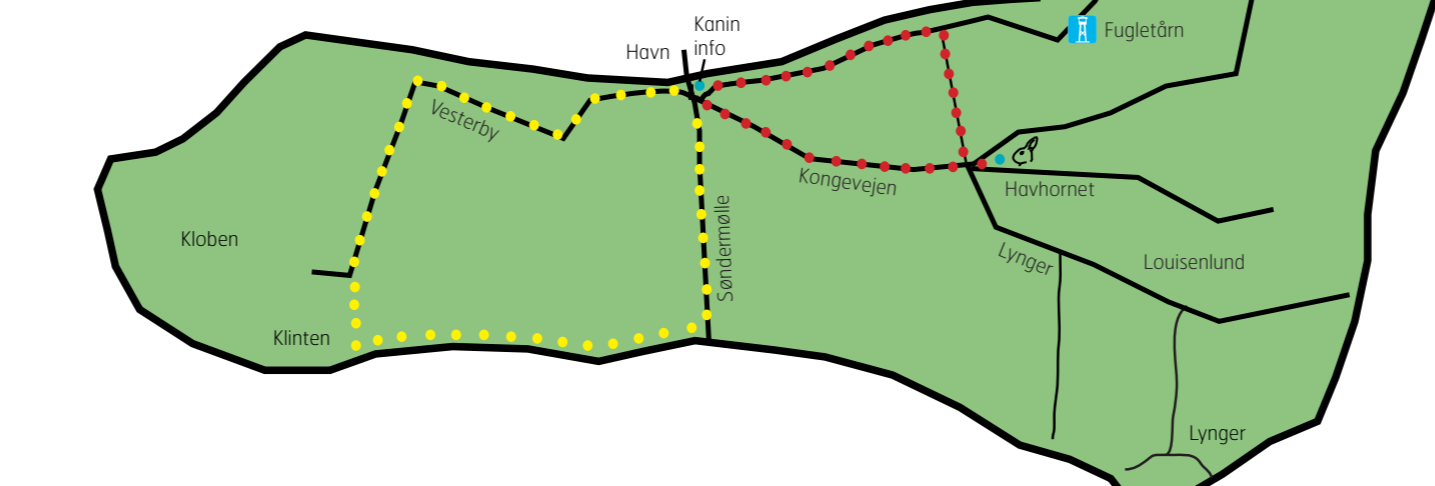 Kanin
info
Havn
Fugletårn
Vesterby
Kongevejen
Havhornet
Søndermølle
Kloben
Lynger
Louisenlund
Klinten
Lynger